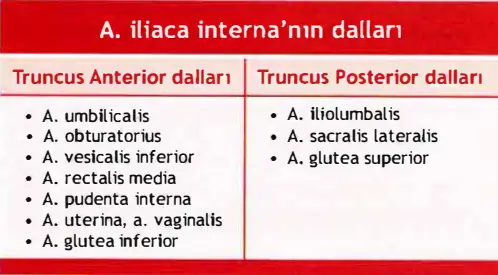 A. iliaca interna’nın dalları
Truncus Anterior dalları
• A. umbilicalis
• A. obturatorius
• A. vesicalis inferior
• A. rectalis media
• A. pudenta interna
• A. uterina, a. vaginalis
• A. glutea inferior
Truncus Posterior dalları
• A. iliolumbalis
• A. sacralis lateralis
• A. glutea superior